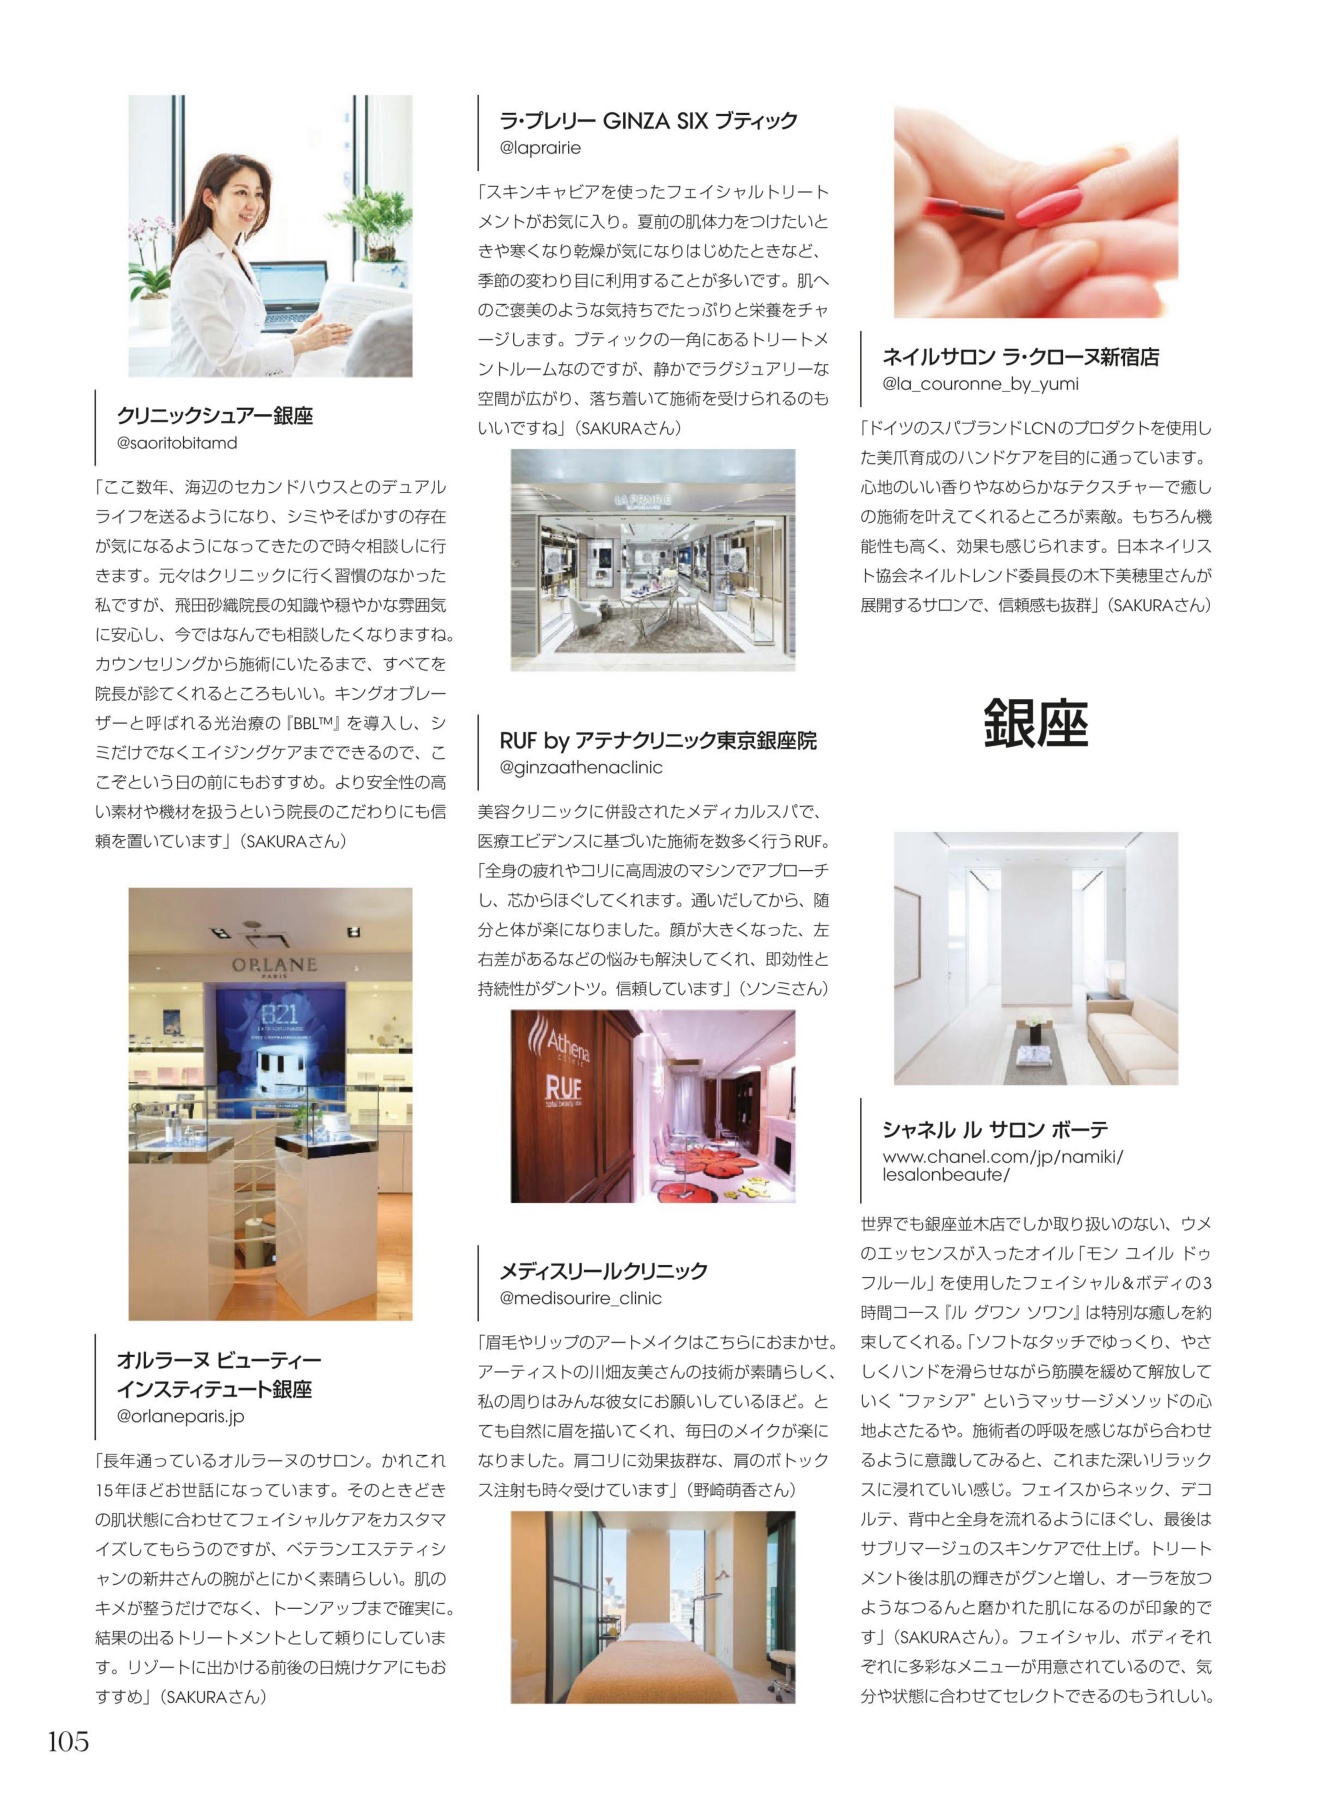 クリニックシュアー銀座
@saoritobitamd
「ここ数年、海辺のセカンドハウスとのデュアル
ライフを送るようになり、シミやそばかすの存在
が気になるようになってきたので時々相談しに行
きます。元々はクリニックに行く習慣のなかった
私ですが、飛田砂織院長の知識や穏やかな雰囲気
に安心し、今ではなんでも相談したくなりますね。
カウンセリングから施術にいたるまで、すべてを
院長が診てくれるところもいい。キングオブレー
ザーと呼ばれる光治療の『BBL™』を導入し、シ
ミだけでなくエイジングケアまでできるので、こ
こぞという日の前にもおすすめ。より安全性の高
い素材や機材を扱うという院長のこだわりにも信
頼を置いています」（SAKURAさん）
ORLANE
PARIS
B21
オルラーヌ ビューティー
インスティテュート銀座
@orlaneparis.jp
「長年通っているオルラーヌのサロン。かれこれ
15年ほどお世話になっています。そのときどき
の肌状態に合わせてフェイシャルケアをカスタマ
イズしてもらうのですが、ベテランエステティシ
ャンの新井さんの腕がとにかく素晴らしい。肌の
キメが整うだけでなく、トーンアップまで確実に。
結果の出るトリートメントとして頼りにしていま
す。リゾートに出かける前後の日焼けケアにもお
すすめ」（SAKURAさん）
ラ・プレリー GINZA SIX ブティック
@laprairie
「スキンキャビアを使ったフェイシャルトリート
メントがお気に入り。夏前の肌体力をつけたいと
きや寒くなり乾燥が気になりはじめたときなど、
季節の変わり目に利用することが多いです。肌へ
のご褒美のような気持ちでたっぷりと栄養をチャ
ージします。ブティックの一角にあるトリートメ
ントルームなのですが、静かでラグジュアリーな
空間が広がり、落ち着いて施術を受けられるのも
いいですね」（SAKURAさん）
LA PRAIRIE
RUF by アテナクリニック東京銀座院
@ginzaathenaclinic
美容クリニックに併設されたメディカルスパで、
医療エビデンスに基づいた施術を数多く行うRUF。
「全身の疲れやコリに高周波のマシンでアプローチ
し、芯からほぐしてくれます。通いだしてから、随
分と体が楽になりました。顔が大きくなった、左
右差があるなどの悩みも解決してくれ、即効性と
持続性がダントツ。信頼しています」（ソンミさん）
Athena
CLINIC
RUF
メディスリールクリニック
@medisourire_clinic
「眉毛やリップのアートメイクはこちらにおまかせ。
アーティストの川畑友美さんの技術が素晴らしく、
私の周りはみんな彼女にお願いしているほど。と
ても自然に眉を描いてくれ、毎日のメイクが楽に
なりました。肩コリに効果抜群な、肩のボトック
ス注射も時々受けています」（野崎萌香さん）
ネイルサロン ラ・クローヌ新宿店
@la_couronne_by_yumi
「ドイツのスパブランドLCNのプロダクトを使用し
た美爪育成のハンドケアを目的に通っています。
心地のいい香りやなめらかなテクスチャーで癒し
の施術を叶えてくれるところが素敵。もちろん機
能性も高く、効果も感じられます。日本ネイリス
ト協会ネイルトレンド委員長の木下美穂里さんが
展開するサロンで、信頼感も抜群」（SAKURAさん）
銀座
シャネル ル サロン ボーテ
www.chanel.com/jp/namiki/
lesalonbeaute/
世界でも銀座並木店でしか取り扱いのない、ウメ
のエッセンスが入ったオイル「モン ユイル ドゥ
フルール」を使用したフェイシャル＆ボディの3
時間コース『ル グワン ソワン』は特別な癒しを約
束してくれる。「ソフトなタッチでゆっくり、やさ
しくハンドを滑らせながら筋膜を緩めて解放して
いく“ファシア”というマッサージメソッドの心
地よさたるや。施術者の呼吸を感じながら合わせ
るように意識してみると、これまた深いリラック
スに浸れていい感じ。フェイスからネック、デコ
ルテ、背中と全身を流れるようにほぐし、最後は
サブリマージュのスキンケアで仕上げ。トリート
メント後は肌の輝きがグンと増し、オーラを放つ
ようなつるんと磨かれた肌になるのが印象的で
す」（SAKURAさん）。フェイシャル、ボディそれ
ぞれに多彩なメニューが用意されているので、気
分や状態に合わせてセレクトできるのもうれしい。
105